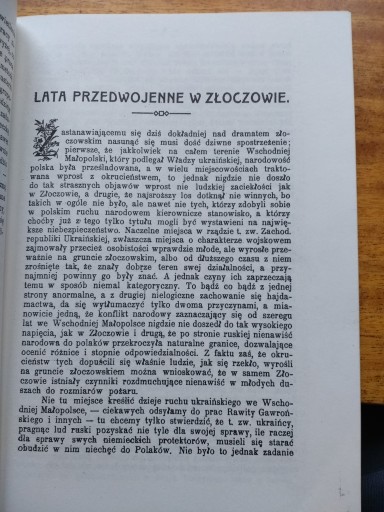 LATA PRZEDWOJENNE W ZŁOCZOWIE.
Zastanawiającemu się dziś dokładniej nad dramatem zło-
czowskim nasunąć się musi dość dziwne spostrzeżenie;
pierwsze, że jakkolwiek na całem terenie Wschodniej
Małopolski, który podlegał Władzy ukraińskiej, narodowość
polska była prześladowaną, a w wielu miejscowościach trakto-
waną wprost z okrucieństwem, to jednak nigdzie nie doszło
do tak strasznych objawów wprost nie ludzkiej zaciekłości jak
w Złoczowie, a drugie, że najsroższy los dotknął nie winnych, bo
takich w ogóle nie było, ale nawet nie tych, którzy zdobyli sobie
w polskim ruchu narodowem kierownicze stanowisko, a którzy
choćby już z tego tylko tytułu mogli być wystawieni na najwię-
ksze niebezpieczeństwo. Naczelne miejsca w rządzie t. zw. Zachod.
republiki Ukraińskiej, zwłaszcza miejsca o charakterze wojskowem
zajmowały przecież osobistości wprawdzie młode, ale wyrosłe prze-
ważnie na gruncie złoczowskim, albo od dłuższego czasu z niem
zrośnięte tak, że znały dobrze teren swej działalności, a przy-
najmniej powinny go były znać. A jednak czyny ich zaprzeczają
temu w sposób niemal kategoryczny. To bądź co bądź z jednej
strony anormalne, a z drugiej nielogiczne zachowanie się hajda-
mactwa, da się wytłumaczyć tylko dwoma przyczynami, a mia-
nowicie jedną, że konflikt narodowy zaznaczający się od szeregu
lat we Wschodniej Małopolsce nigdzie nie doszedł do tak wysokiego
napięcia, jak w Złoczowie i drugą, że po stronie ruskiej nienawiść
narodowa do polaków przekroczyła naturalne granice, dozwalające
ocenić różnice i stopnie odpowiedzialności. Z faktu zaś, że okru-
cieństw tych dopuścili się właśnie ludzie, jak się rzekło, wyrośli
na gruncie złoczowskim można wnioskować, że w samem Zło-
czowie istniały czynniki rozdmuchujące nienawiść w młodych du-
szach do rozmiarów pożaru.
Nie tu miejsce kreślić dzieje ruchu ukraińskiego we Wscho-
dniej Małopolsce, — ciekawych odsyłamy do prac Rawity Gawroń-
skiego i innych — tu chcemy tylko stwierdzić, że t. zw. ukraińcy,
pragnąc lud ruski pozyskać nie tyle dla swojej sprawy, ile raczej
dla sprawy swych niemieckich protektorów, musieli się starać
obudzić w nim niechęć do Polaków. Nie było to jednak zadanie